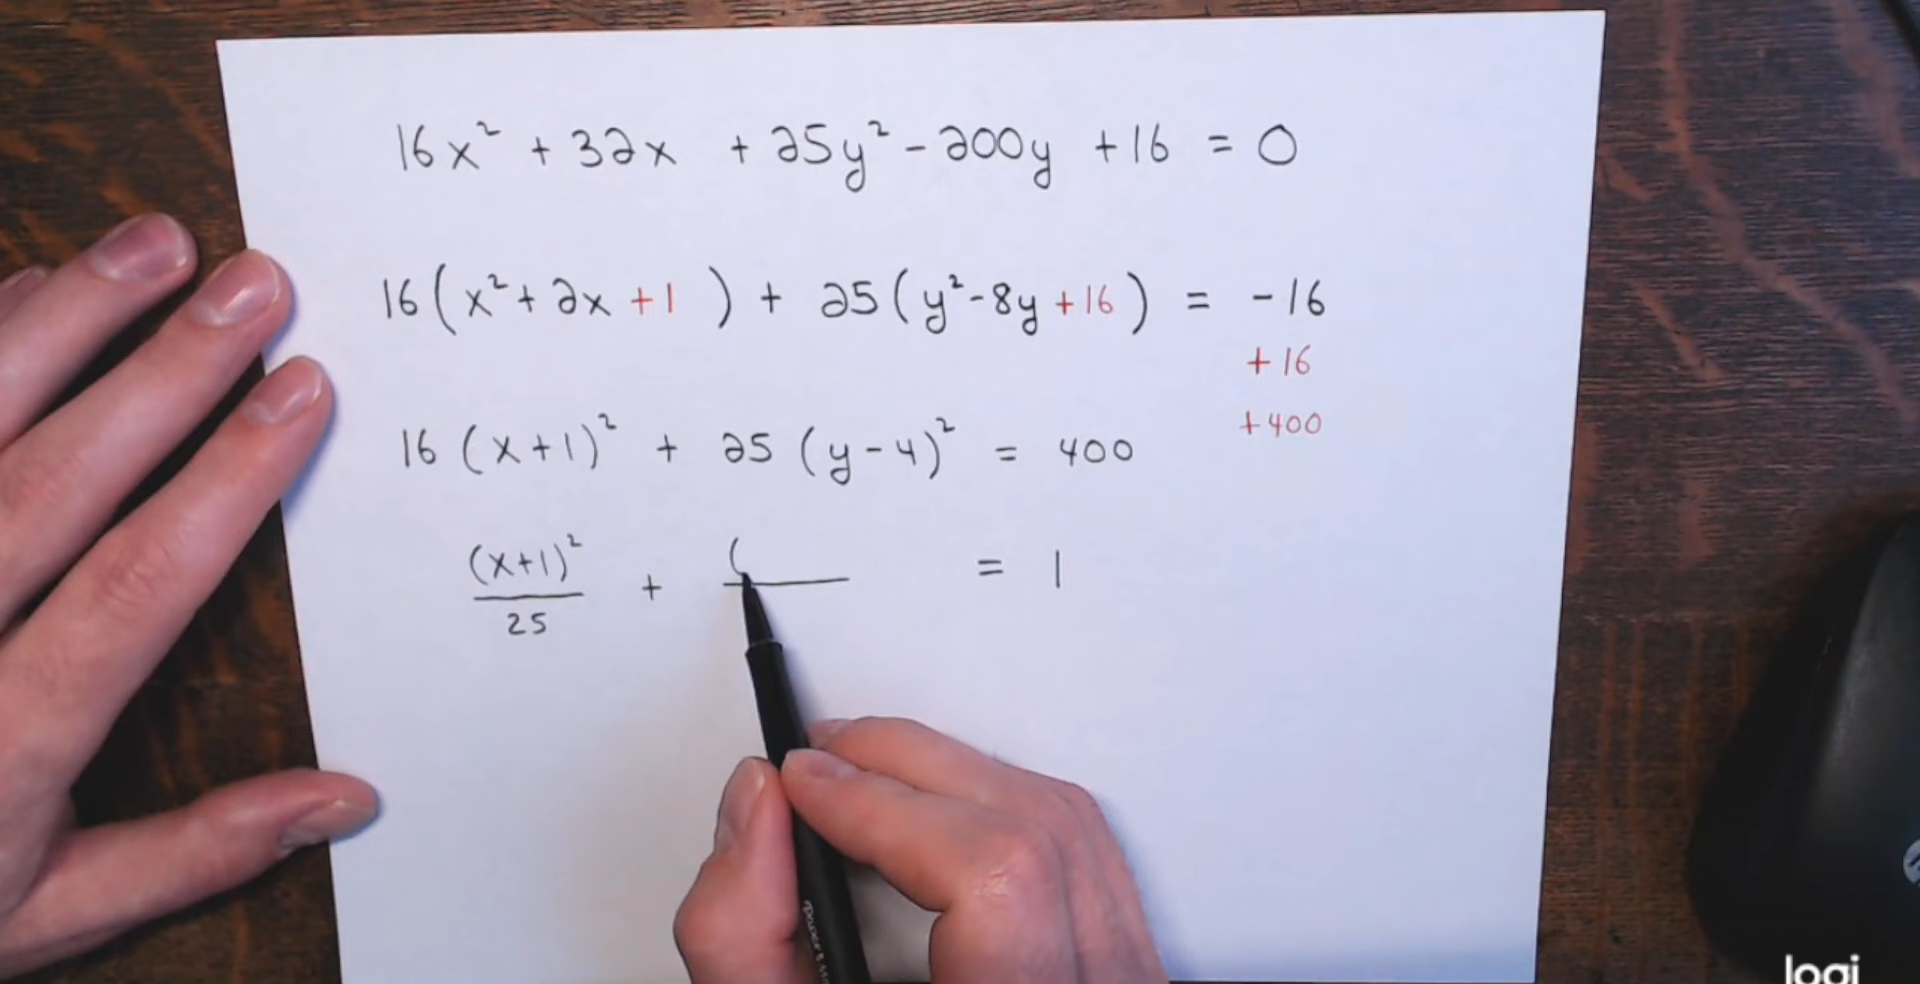 16x² + 32x + 25y² - 200y + 16 = 0
16(x² + 2x + 1) + 25(y² - 8y + 16) = -16
+ 16
+ 400
16(x+1)² + 25(y-4)² = 400
(x+1)²/25 + ( = 1
logi